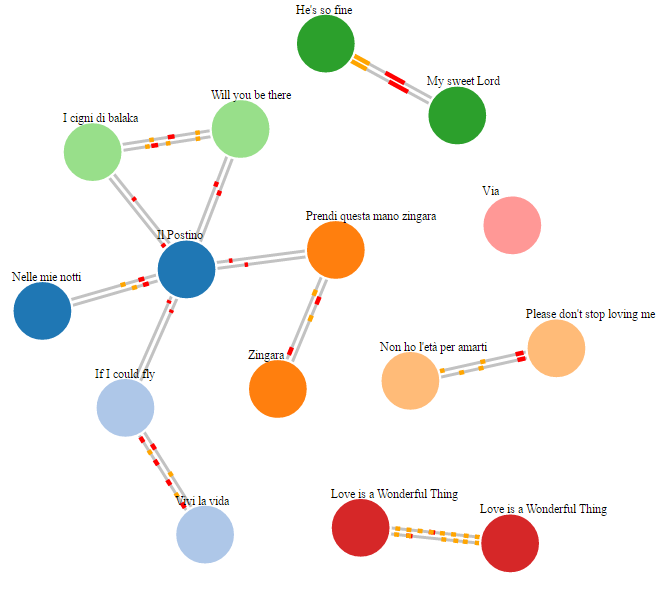 He's so fine
My sweet Lord
Will you be there
I cigni di balaka
Via
Prendi questa mano zingara
Il Postino
Nelle mie notti
Please don't stop loving me
Non ho l'età per amarti
Zingara
If I could fly
Vivi la vida
Love is a Wonderful Thing
Love is a Wonderful Thing